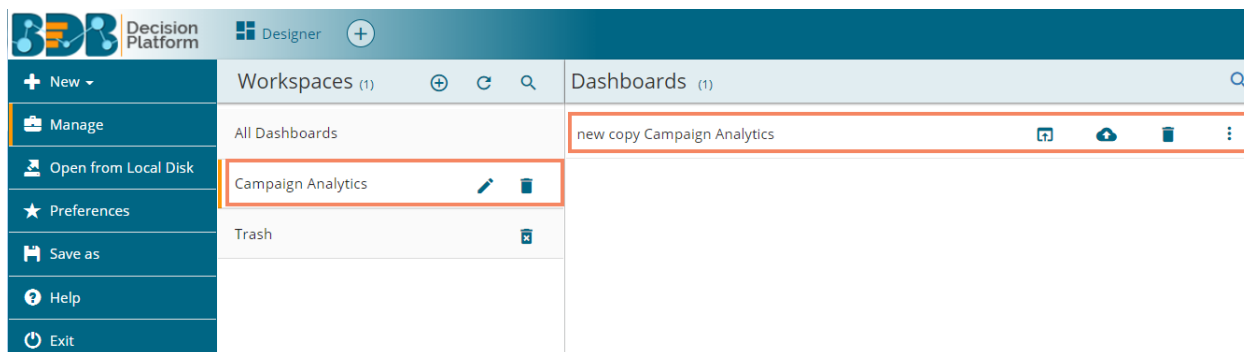 BDB Decision Platform
Designer
New
Manage
Open from Local Disk
Preferences
Save as
Help
Exit
Workspaces (1)
All Dashboards
Campaign Analytics
Trash
Dashboards (1)
new copy Campaign Analytics